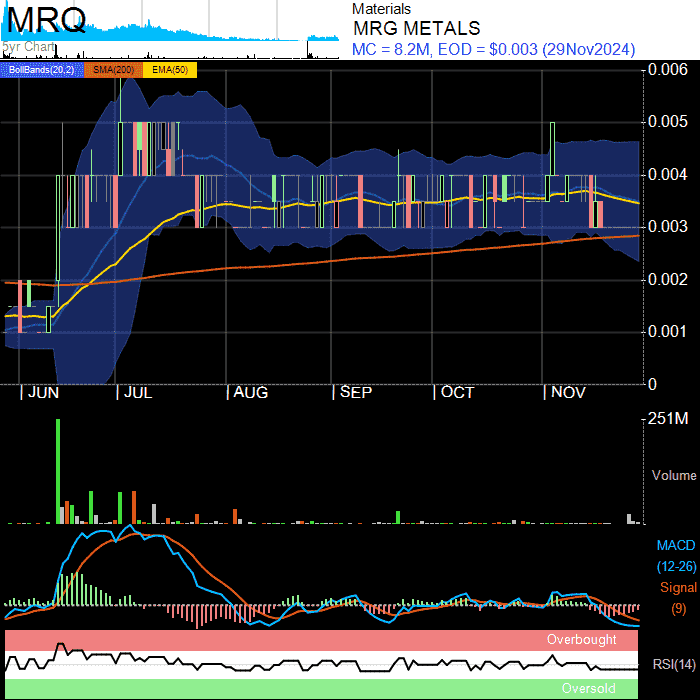 MRQ
5yr Chart
Materials
MRG METALS
MC = 8.2M, EOD = $0.003 (29Nov2024)
BollBands(20,2) SMA(200) EMA(50)
0.006
0.005
0.004
0.003
0.002
0.001
0
JUN JUL AUG SEP OCT NOV
251M
Volume
MACD
(12-26)
Signal
(9)
Overbought
RSI(14)
Oversold